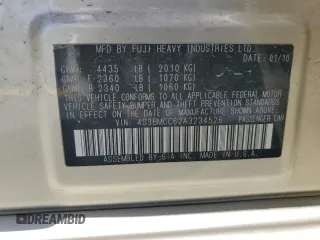 MFD BY FUJI HEAVY INDUSTRIES LTD.
DATE: 01/10
GVWR: 4435 LB ( 2010 KG)
GAWR: F 2360 LB ( 1070 KG)
GAWR: R 2340 LB ( 1060 KG)
THIS VEHICLE CONFORMS TO ALL APPLICABLE FEDERAL MOTOR VEHICLE
SAFETY, BUMPER AND THEFT PREVENTION STANDARDS IN EFFECT
ON THE DATE OF MANUFACTURE SHOWN ABOVE.
VIN: 4S3BMCC62A3234526 PASSENGER CAR
ASSEMBLED BY SIA INC. MADE IN U.S.A.